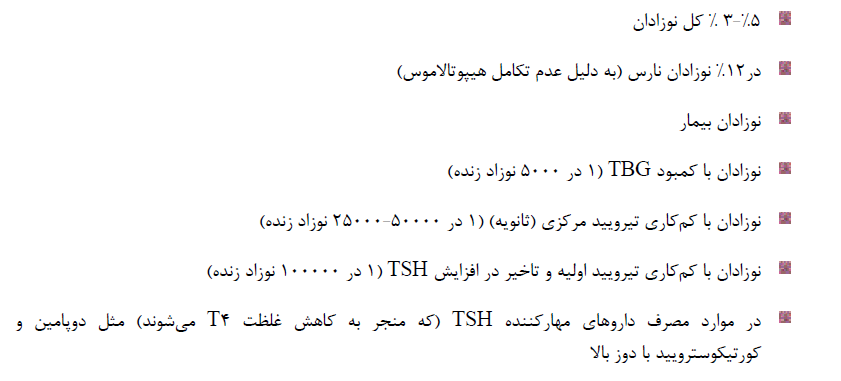 ۳-٪۵ ٪ کل نوزادان
در۱۲٪ نوزادان نارس (به دلیل عدم تکامل هیپوتالاموس)
نوزادان بیمار
نوزادان با کمبود TBG (۱ در ۵۰۰۰ نوزاد زنده)
نوزادان با کم‌کاری تیرویید مرکزی (ثانویه) (۱ در ۵۰۰۰۰-۲۵۰۰۰ نوزاد زنده)
نوزادان با کم‌کاری تیرویید اولیه و تاخیر در افزایش TSH (۱ در ۱۰۰۰۰۰ نوزاد زنده)
در موارد مصرف داروهای مهارکننده TSH (که منجر به کاهش غلظت T۴ می‌شوند) مثل دوپامین و
کورتیکوسترویید با دوز بالا